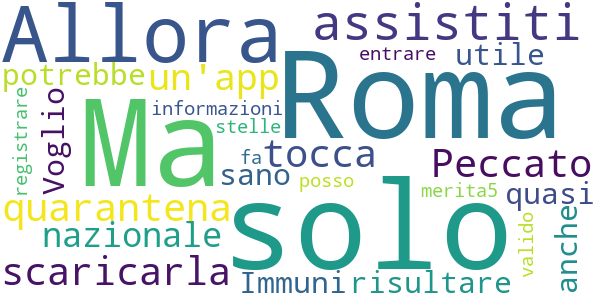 Allora
assistiti
Roma
entrare
utile
potrebbe
un'app
registrare
Voglio
Ma
informazioni
stelle
fa
tocca
sano
Peccato
posso
merita5
quasi
quarantena
solo
nazionale
valido
anche
scaricarla
Immuni
risultare